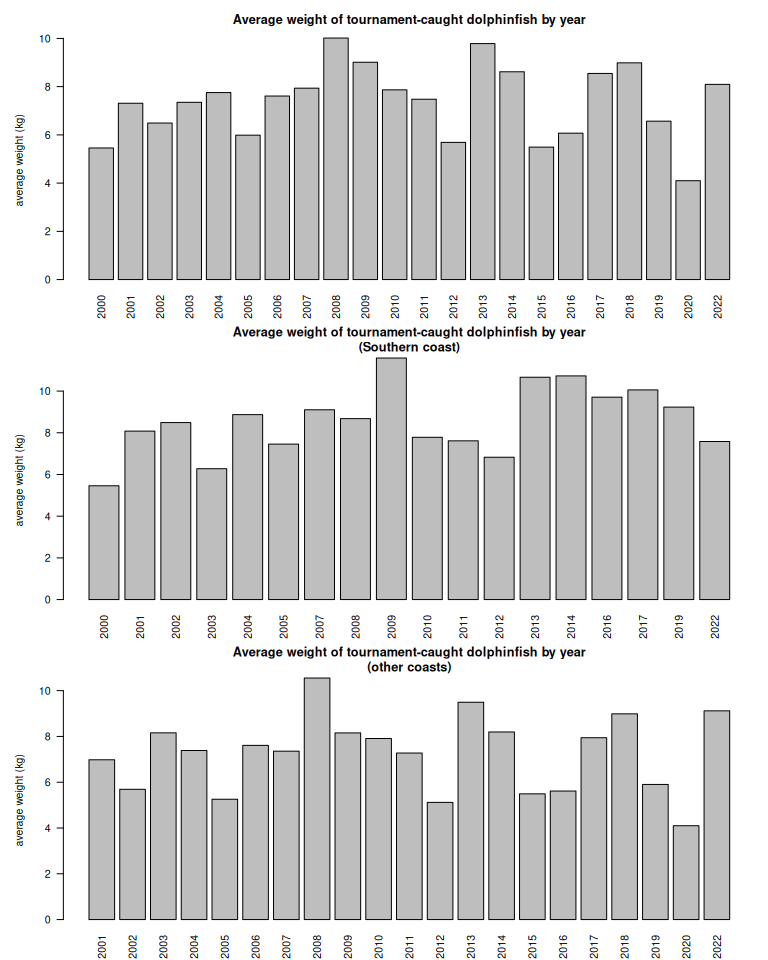 Average weight of tournament-caught dolphinfish by year
average weight (kg)
10
8
6
4
2
0
2000 2001 2002 2003 2004 2005 2006 2007 2008 2009 2010 2011 2012 2013 2014 2015 2016 2017 2018 2019 2020 2022
Average weight of tournament-caught dolphinfish by year
(Southern coast)
average weight (kg)
10
8
6
4
2
0
2000 2001 2002 2003 2004 2005 2007 2008 2009 2010 2011 2012 2013 2014 2016 2017 2019 2022
Average weight of tournament-caught dolphinfish by year
(other coasts)
average weight (kg)
10
8
6
4
2
0
2001 2002 2003 2004 2005 2006 2007 2008 2009 2010 2011 2012 2013 2014 2015 2016 2017 2018 2019 2020 2022